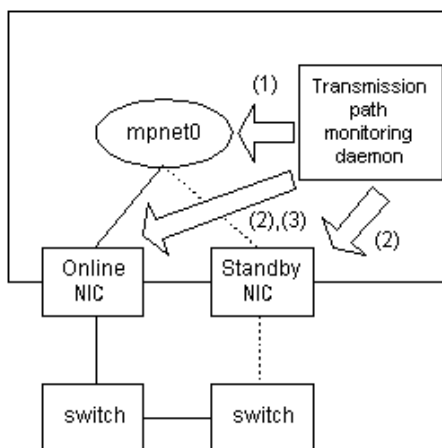 (1)
Transmission
path
monitoring
daemon
mpnet0
(2),(3)
(2)
Online
NIC
Standby
NIC
switch
switch